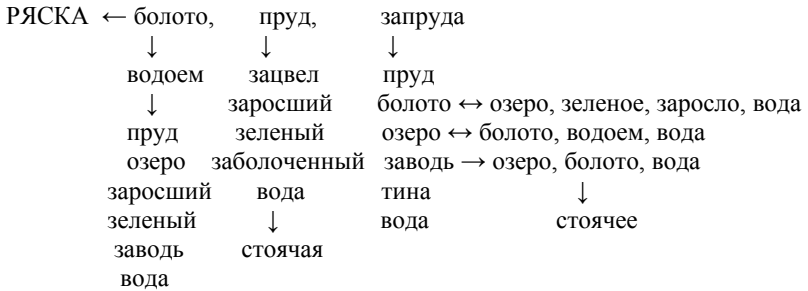 РЯСКА ← болото, пруд, запруда
↓ ↓ ↓
водоем зацвел пруд
↓ заросший болото ↔ озеро, зеленое, заросло, вода
пруд зеленый озеро ↔ болото, водоем, вода
озеро заболоченный заводь → озеро, болото, вода
заросший вода тина ↓
зеленый ↓ вода стоячее
заводь стоячая
вода